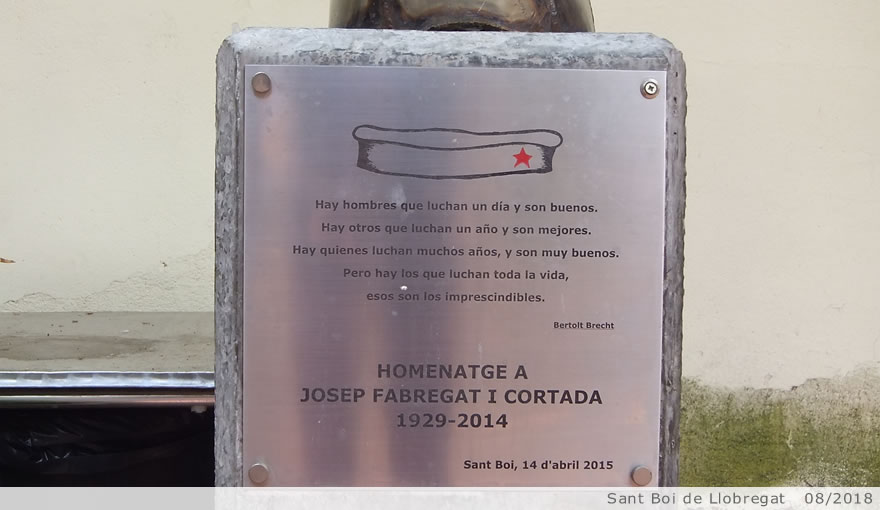 Hay hombres que luchan un día y son buenos.
Hay otros que luchan un año y son mejores.
Hay quienes luchan muchos años, y son muy buenos.
Pero hay los que luchan toda la vida,
esos son los imprescindibles.
Bertolt Brecht
HOMENATGE A
JOSEP FABREGAT I CORTADA
1929-2014
Sant Boi, 14 d'abril 2015
Sant Boi de Llobregat 08/2018